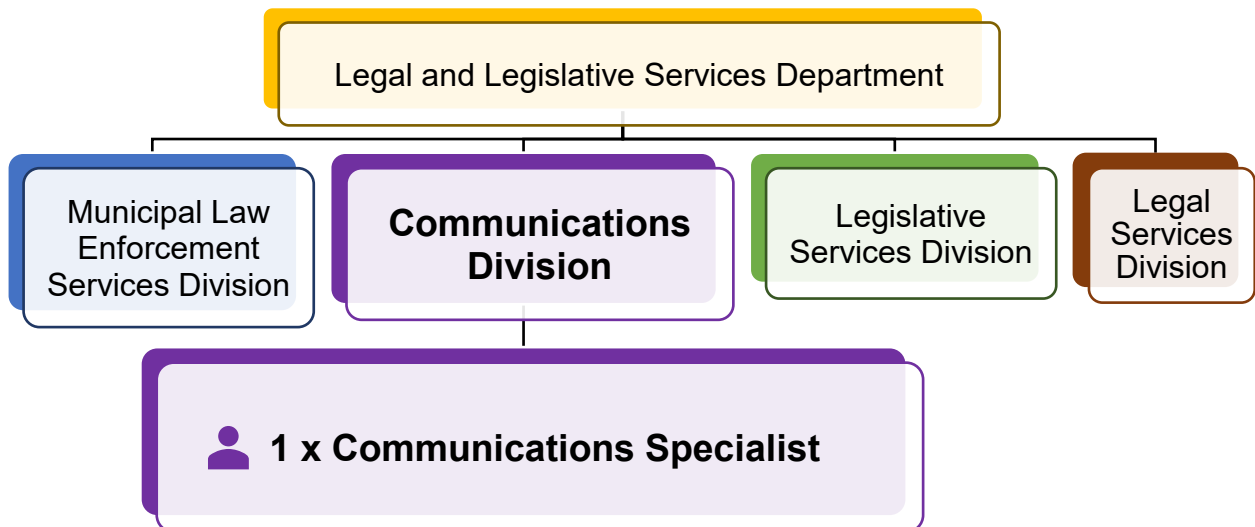 Legal and Legislative Services Department
Municipal Law
Enforcement
Services Division
Communications
Division
Legislative
Services Division
Legal
Services
Division
1 x Communications Specialist